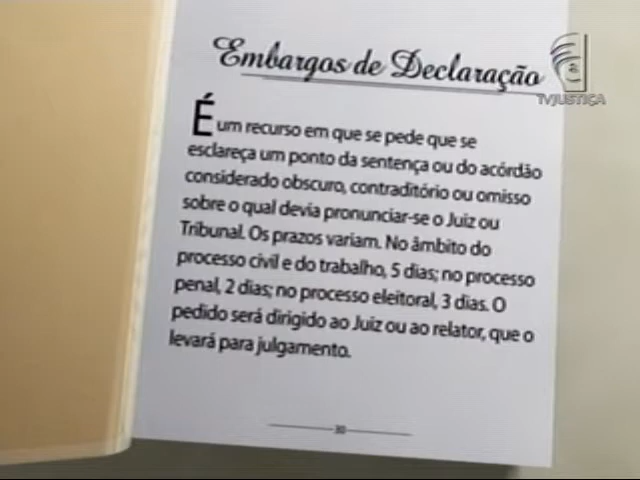 Embargos de Declaração
TVJUSTIÇA
É um recurso em que se pede que se
esclareça um ponto da sentença ou do acórdão
considerado obscuro, contraditório ou omisso
sobre o qual devia pronunciar-se o Juiz ou
Tribunal. Os prazos variam. No âmbito do
processo civil e do trabalho, 5 dias; no processo
penal, 2 dias; no processo eleitoral, 3 dias. O
pedido será dirigido ao Juiz ou ao relator, que o
levará para julgamento.